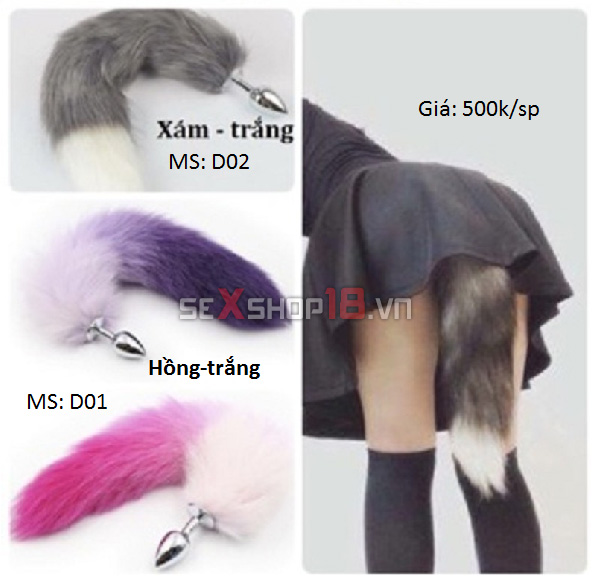 Xám - trắng
MS: D02
Giá: 500k/sp
seXshop18.vn
Hồng-trắng
MS: D01